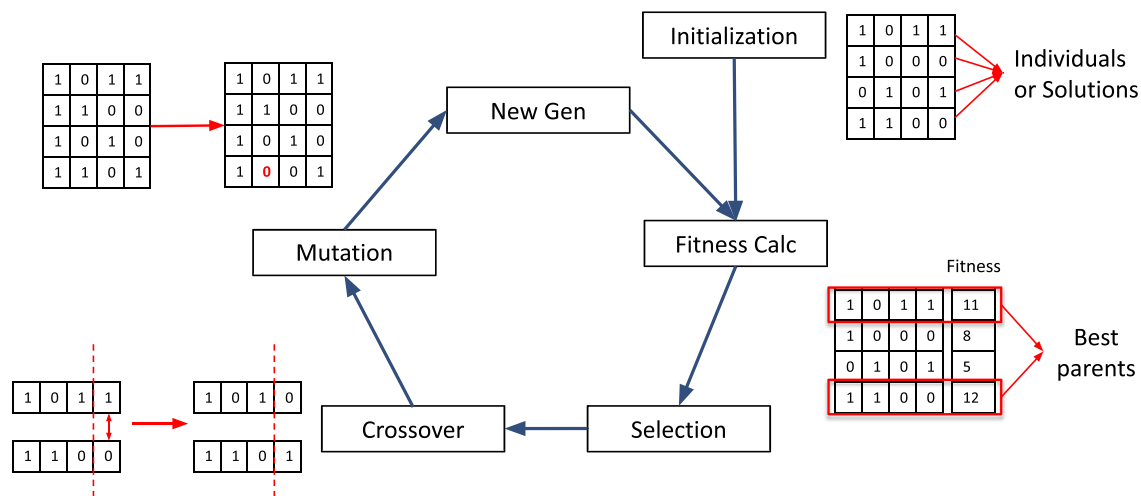 Initialization
1 0 1 1
1 0 0 0
0 1 0 1
1 1 0 0
Individuals
or Solutions
1 0 1 1
1 1 0 0
1 0 1 0
1 1 0 1
1 0 1 1
1 1 0 0
1 0 1 0
1 0 0 1
New Gen
Mutation
Fitness Calc
Fitness
1 0 1 1 11
1 0 0 0 8
0 1 0 1 5
1 1 0 0 12
Best
parents
1 0 1 1
1 1 0 0
1 0 1 0
1 1 0 1
Crossover
Selection